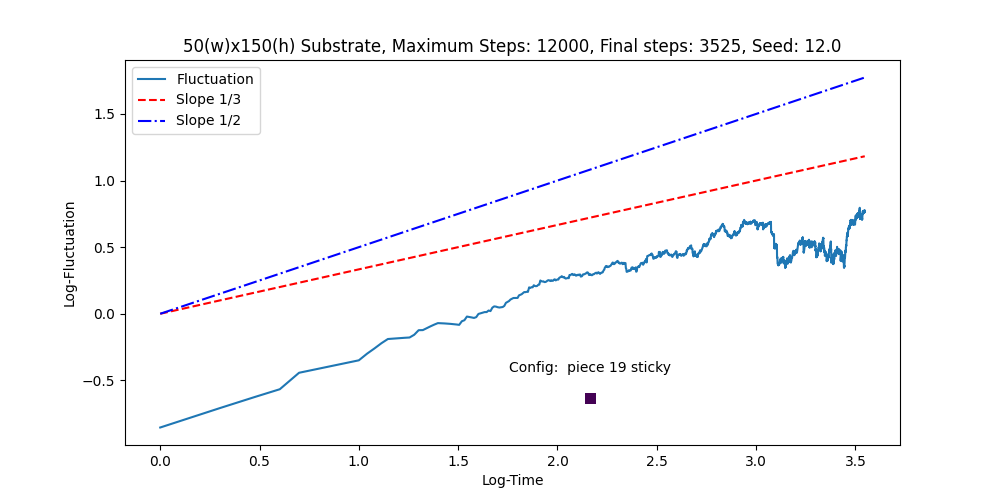 50(w)x150(h) Substrate, Maximum Steps: 12000, Final steps: 3525, Seed: 12.0
Fluctuation
Slope 1/3
Slope 1/2
1.5
1.0
0.5
0.0
−0.5
Log-Fluctuation
Config:  piece 19 sticky
0.0 0.5 1.0 1.5 2.0 2.5 3.0 3.5
Log-Time